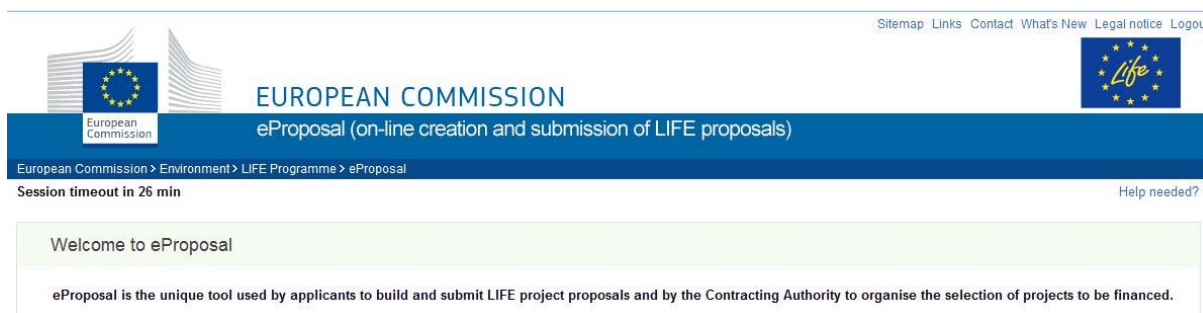 Sitemap Links Contact What's New Legal notice Logou
Life
EUROPEAN COMMISSION
European
Commission
eProposal (on-line creation and submission of LIFE proposals)
European Commission > Environment > LIFE Programme > eProposal
Session timeout in 26 min
Help needed?
Welcome to eProposal
eProposal is the unique tool used by applicants to build and submit LIFE project proposals and by the Contracting Authority to organise the selection of projects to be financed.